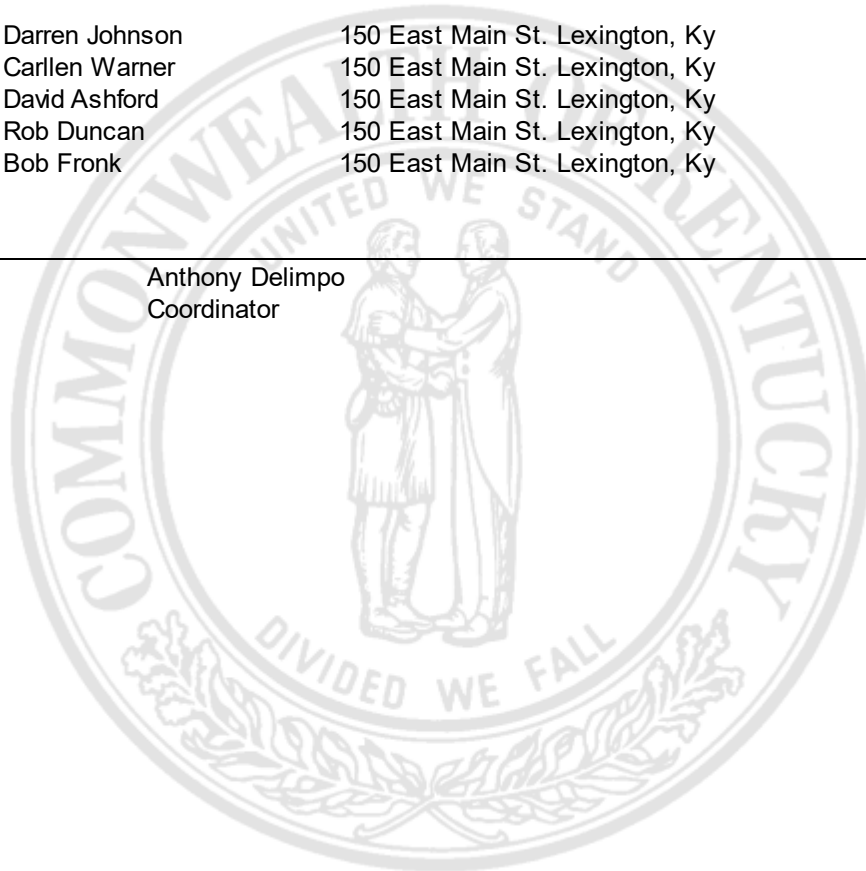 Darren Johnson 150 East Main St. Lexington, Ky
Carllen Warner 150 East Main St. Lexington, Ky
David Ashford 150 East Main St. Lexington, Ky
Rob Duncan 150 East Main St. Lexington, Ky
Bob Fronk 150 East Main St. Lexington, Ky
Anthony Delimpo
Coordinator
COMMONWEALTH OF KENTUCKY
UNITED WE STAND
DIVIDED WE FALL